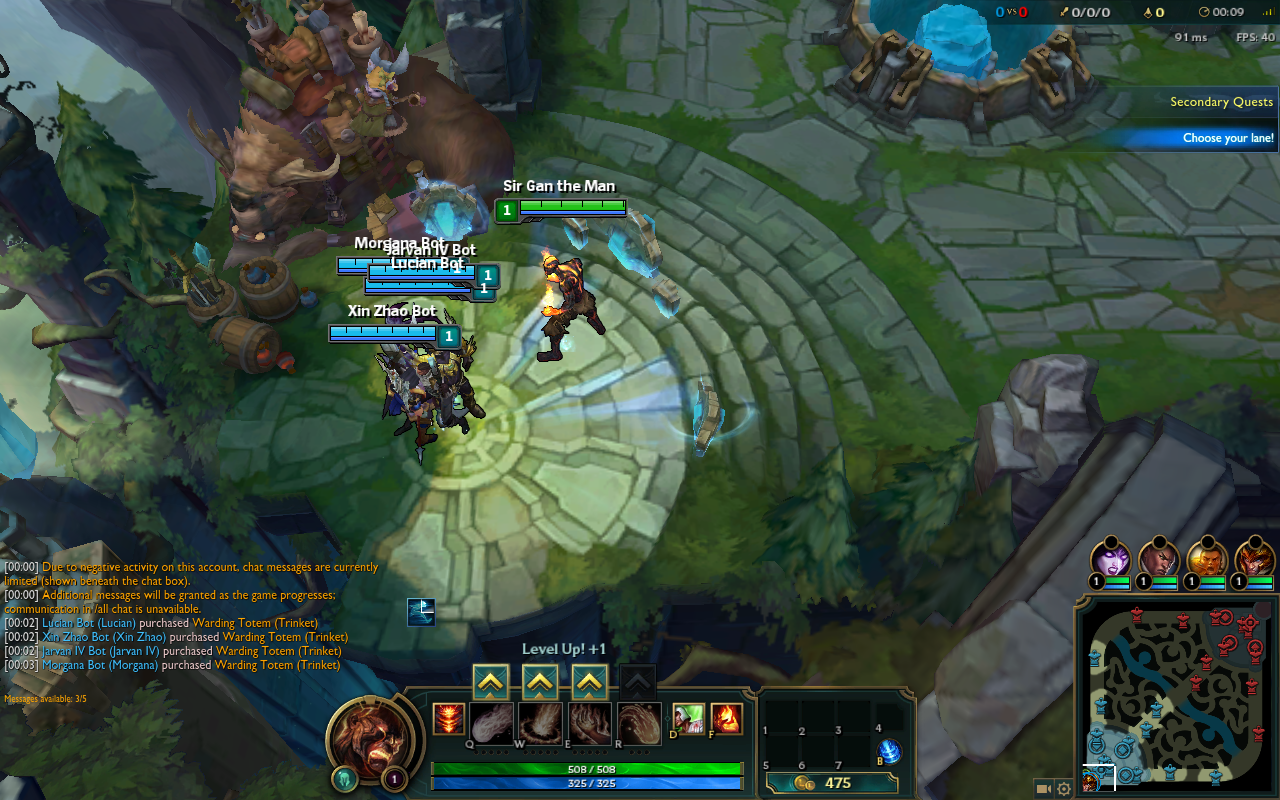 0 vs 0 0/0/0 0 00:09
91 ms FPS: 40
Secondary Quests
Choose your lane!
Sir Gan the Man
1
Morgana Bot
Jarvan IV Bot
Lucian Bot
1
1
1
Xin Zhao Bot
1
[00:00] Due to negative activity on this account, chat messages are currently
limited (shown beneath the chat box).
[00:00] Additional messages will be granted as the game progresses;
communication in /all chat is unavailable.
[00:02] Lucian Bot (Lucian) purchased Warding Totem (Trinket)
[00:02] Xin Zhao Bot (Xin Zhao) purchased Warding Totem (Trinket)
[00:02] Jarvan IV Bot (Jarvan IV) purchased Warding Totem (Trinket)
[00:03] Morgana Bot (Morgana) purchased Warding Totem (Trinket)
Messages available: 3/5
Level Up! +1
Q W E R D F
1 2 3 4
5 6 7 B
1
508 / 508
325 / 325
475
1 1 1 1